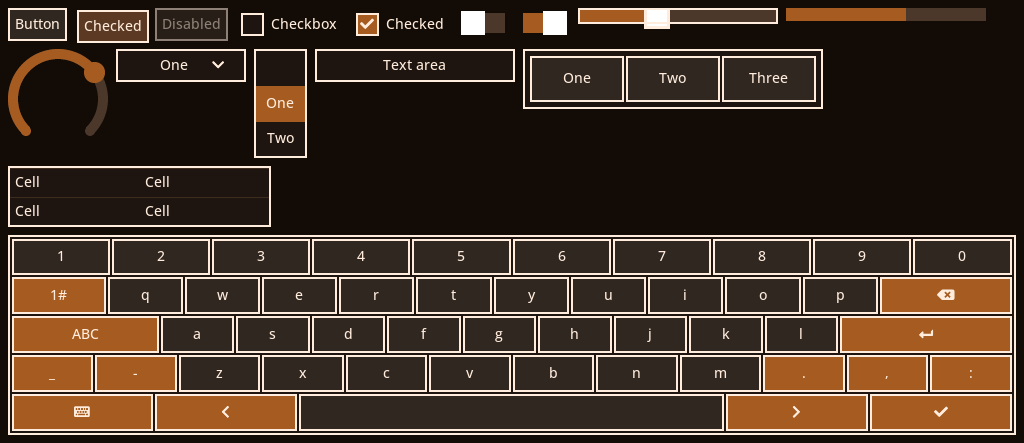 Button Checked Disabled Checkbox Checked
One One Two Text area One Two Three
Cell Cell
Cell Cell
1 2 3 4 5 6 7 8 9 0
1# q w e r t y u i o p
ABC a s d f g h j k l
_ - z x c v b n m . , :